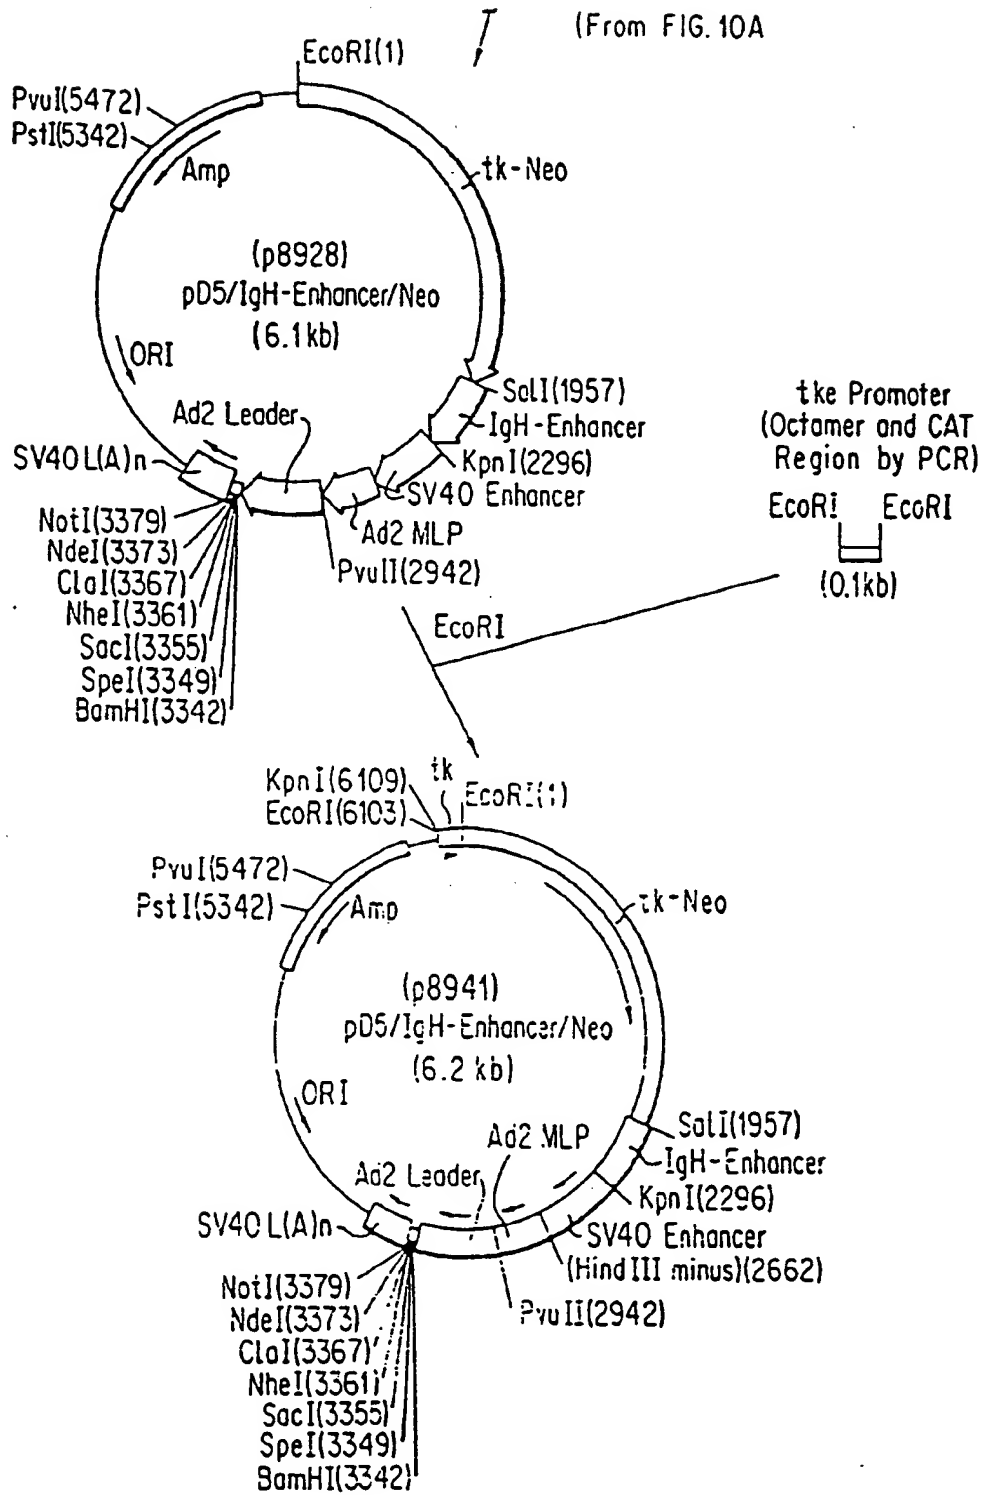 (From FIG. 10A
EcoRI(1)
PvuI(5472)
PstI(5342)
Amp
tk-Neo
(p8928)
pD5/IgH-Enhancer/Neo
(6.1kb)
ORI
Ad2 Leader
SalI(1957)
IgH-Enhancer
KpnI(2296)
SV40 Enhancer
Ad2 MLP
PvuII(2942)
SV40 L(A)n
NotI(3379)
NdeI(3373)
ClaI(3367)
NheI(3361)
SacI(3355)
SpeI(3349)
BamHI(3342)
tke Promoter
(Octamer and CAT
Region by PCR)
EcoRI EcoRI
(0.1kb)
EcoRI
KpnI(6109)
EcoRI(6103)
tk
EcoRI(1)
PvuI(5472)
PstI(5342)
Amp
tk-Neo
(p8941)
pD5/IgH-Enhancer/Neo
(6.2 kb)
ORI
Ad2 MLP
Ad2 Leader
SalI(1957)
IgH-Enhancer
KpnI(2296)
SV40 Enhancer
(Hind III minus)(2662)
PvuII(2942)
SV40 L(A)n
NotI(3379)
NdeI(3373)
ClaI(3367)
NheI(3361)
SacI(3355)
SpeI(3349)
BamHI(3342)